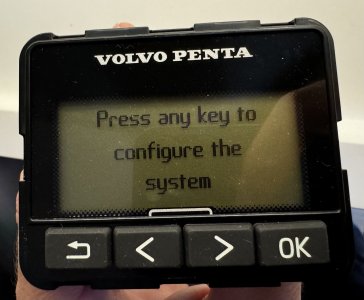 VOLVO PENTA
Press any key to
configure the
system
< > OK